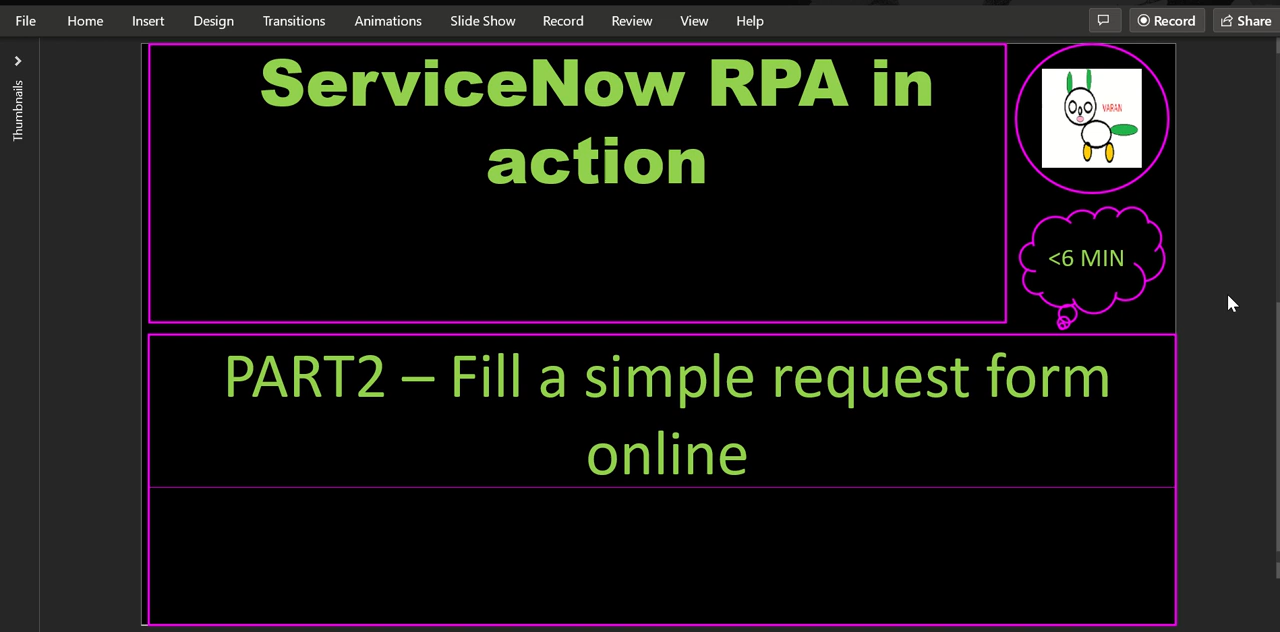 File Home Insert Design Transitions Animations Slide Show Record Review View Help Record Share
Thumbnails
ServiceNow RPA in
action
VARAN
<6 MIN
PART2 – Fill a simple request form
online